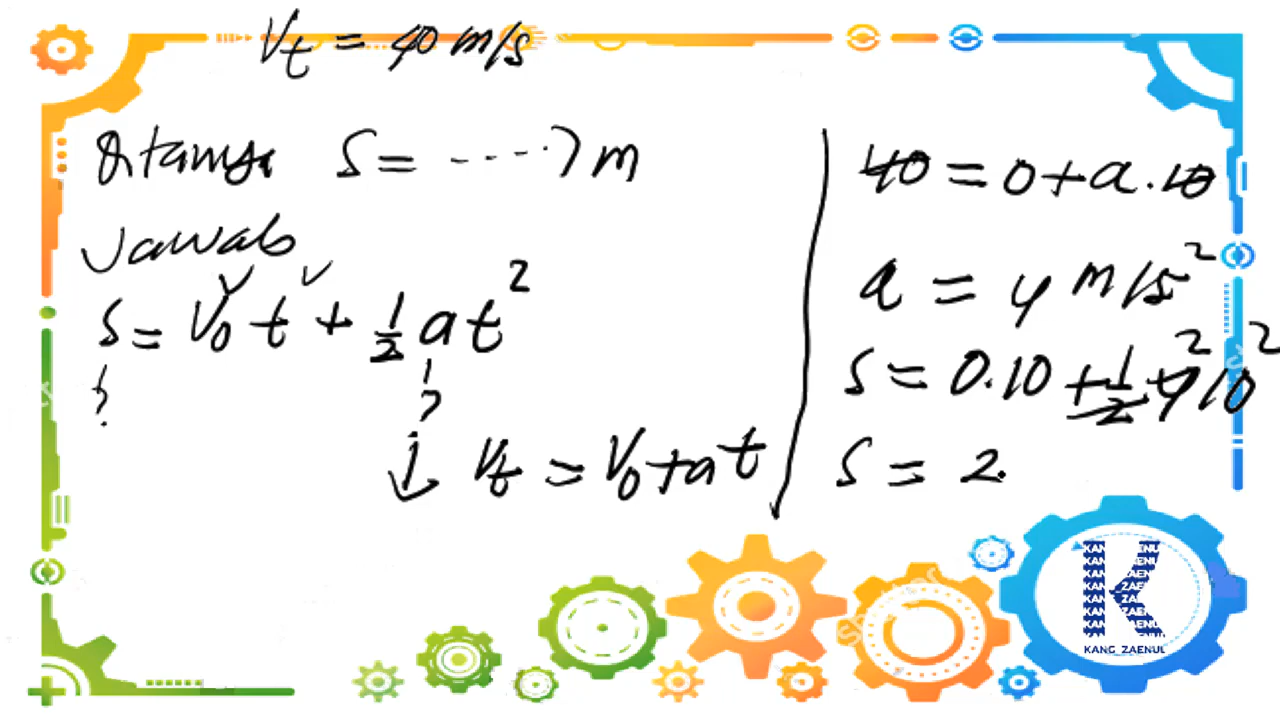 Vt = 40 m/s
Ditanya S = ....? m
Jawab
S = V0 t + 1/2 at²
?
?
↓ Vt = V0 + at
40 = 0 + a . 10
a = 4 m/s²
S = 0.10 + 1/2 . 4 2 10²
S = 2.
KANG_ZAENUL